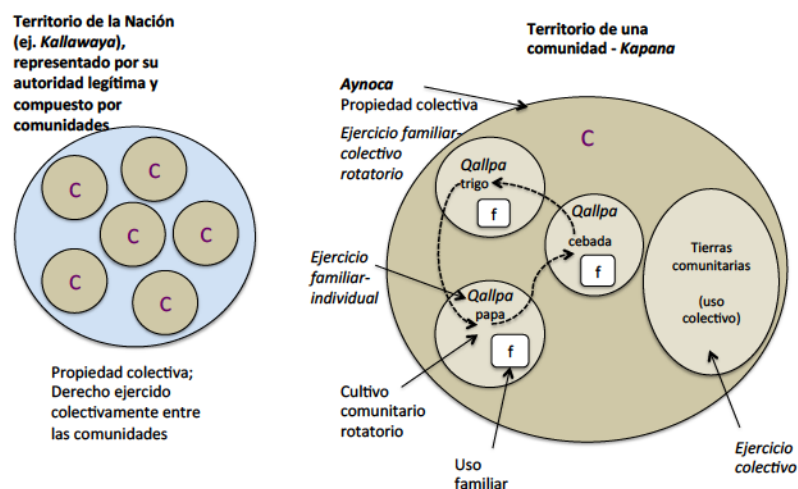 Territorio de la Nación
(ej. Kallawaya),
representado por su
autoridad legítima y
compuesto por
comunidades
C
C
C
C
C
C
Propiedad colectiva;
Derecho ejercido
colectivamente entre
las comunidades
Territorio de una
comunidad - Kapana
Aynoca
Propiedad colectiva
Ejercicio familiar-
colectivo
rotatorio
C
Qallpa
trigo
f
Qallpa
cebada
f
Tierras
comunitarias
(uso
colectivo)
Ejercicio
familiar-
individual
Qallpa
papa
f
Cultivo
comunitario
rotatorio
Uso
familiar
Ejercicio
colectivo